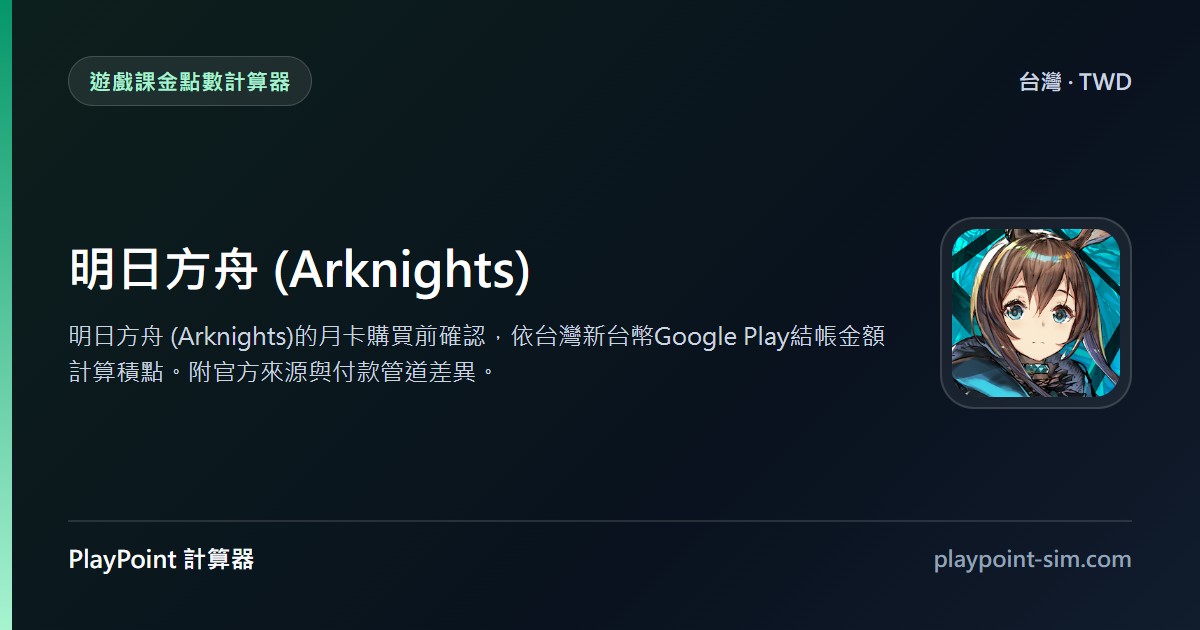 遊戲課金點數計算器
台灣 · TWD
明日方舟 (Arknights)
明日方舟 (Arknights)的月卡購買前確認，依台灣新台幣Google Play結帳金額
計算積點。附官方來源與付款管道差異。
PlayPoint 計算器
playpoint-sim.com